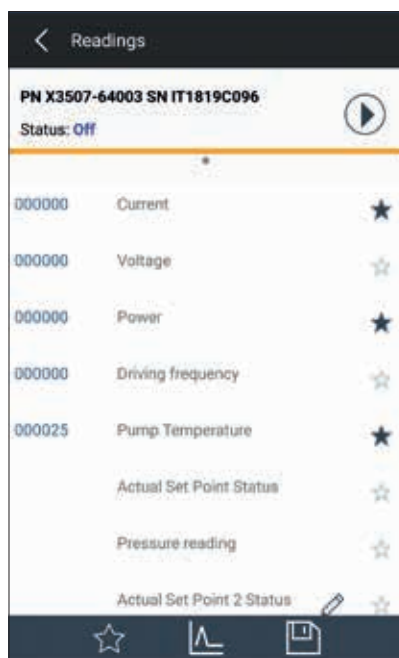 Readings
PN X3507-64003 SN IT1819C096
Status: Off
000000 Current
000000 Voltage
000000 Power
000000 Driving frequency
000025 Pump Temperature
Actual Set Point Status
Pressure reading
Actual Set Point 2 Status